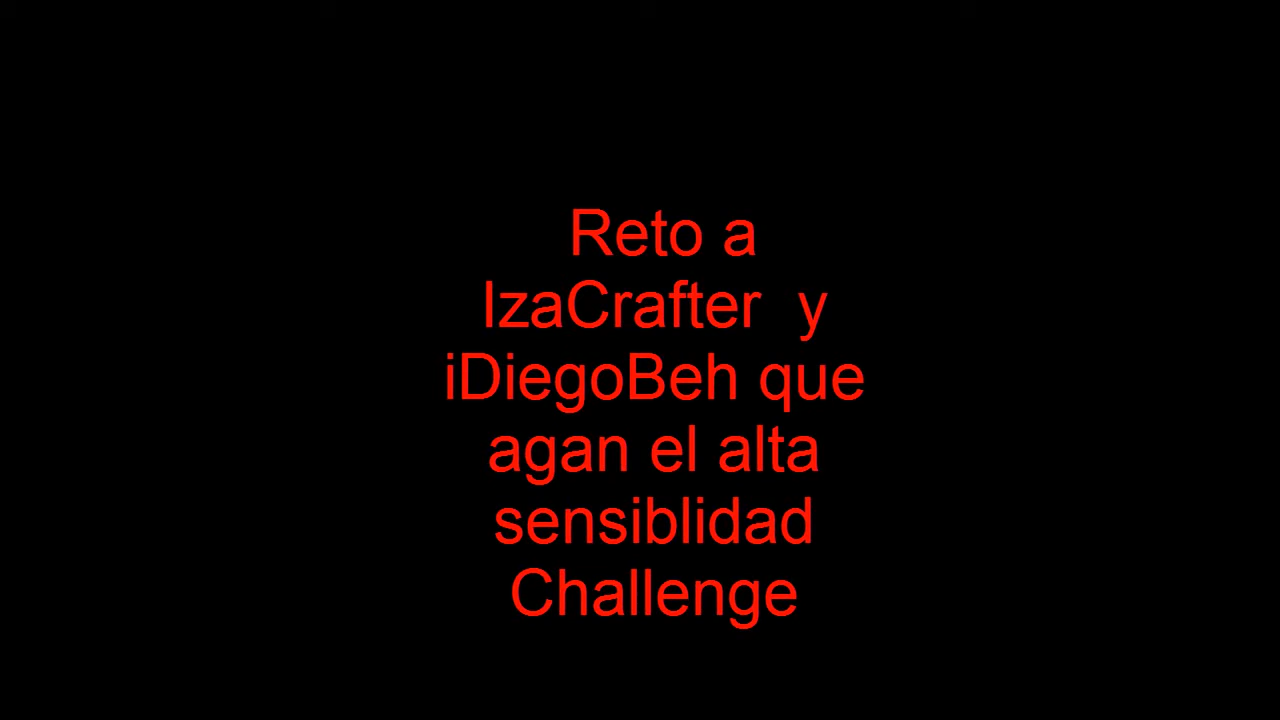 Reto a
IzaCrafter  y
iDiegoBeh que
agan el alta
sensiblidad
Challenge